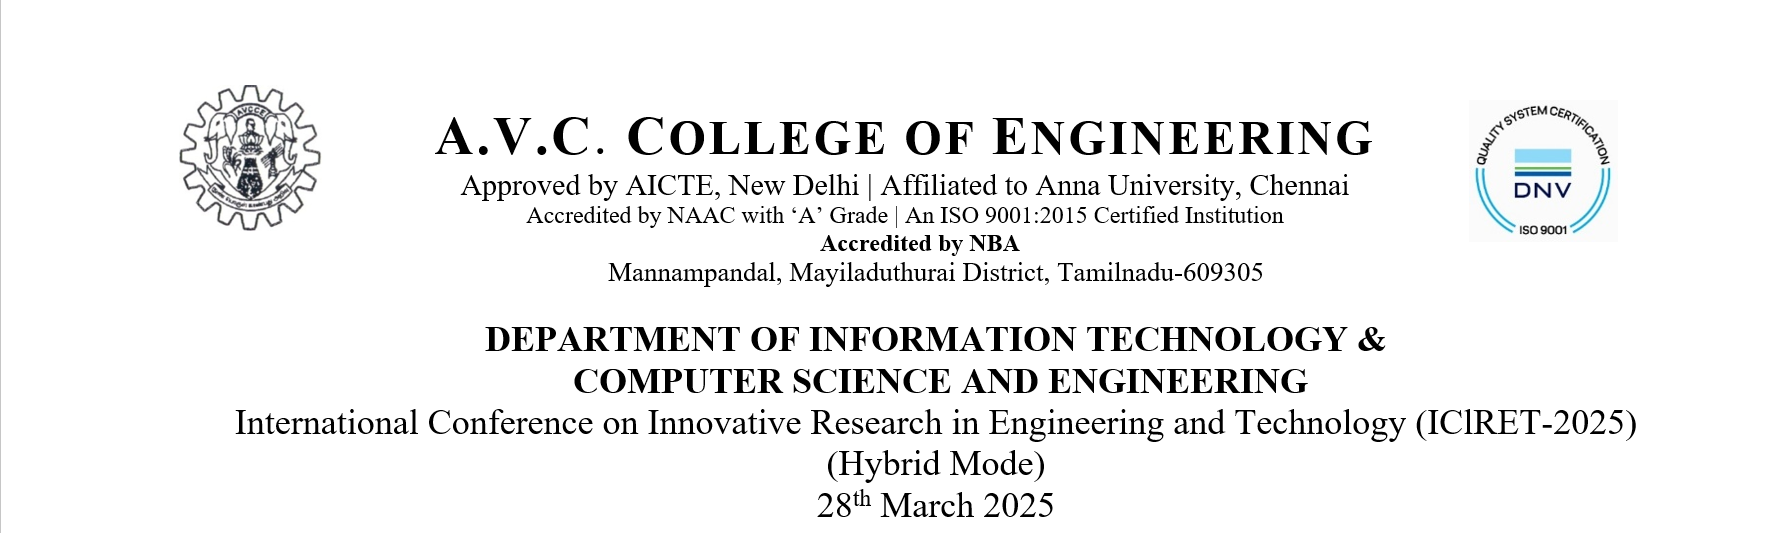 AVCCE
A.V.C. COLLEGE OF ENGINEERING
Approved by AICTE, New Delhi | Affiliated to Anna University, Chennai
Accredited by NAAC with ‘A’ Grade | An ISO 9001:2015 Certified Institution
Accredited by NBA
Mannampandal, Mayiladuthurai District, Tamilnadu-609305
QUALITY SYSTEM CERTIFICATION
DNV
ISO 9001
DEPARTMENT OF INFORMATION TECHNOLOGY &
COMPUTER SCIENCE AND ENGINEERING
International Conference on Innovative Research in Engineering and Technology (IClRET-2025)
(Hybrid Mode)
28th March 2025